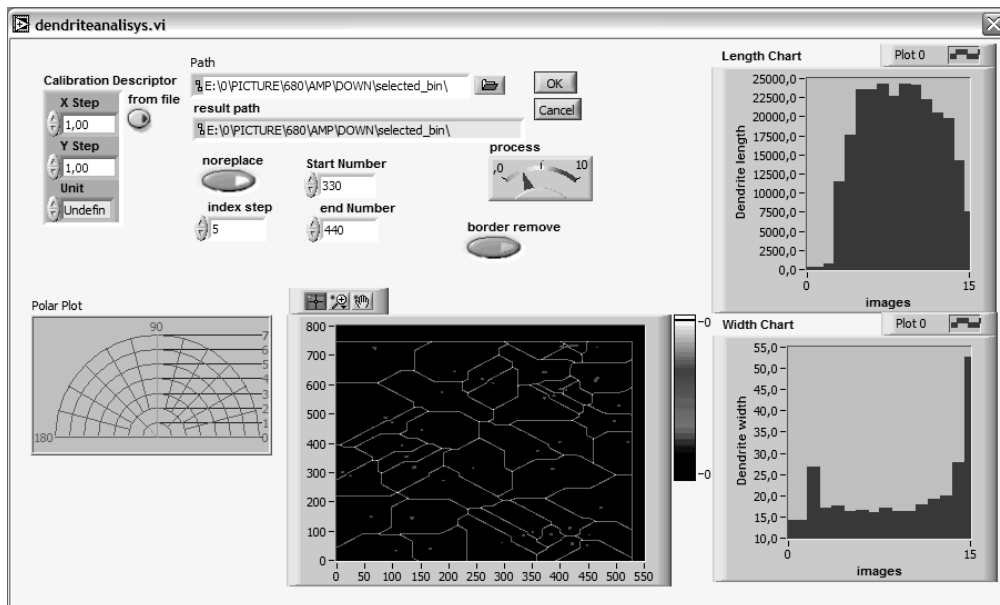 dendriteanalisys.vi
Path
Calibration Descriptor
from file
X Step
1,00
Y Step
1,00
Unit
Undefin
E:\0\PICTURE\680\AMP\DOWN\selected_bin\
result path
E:\0\PICTURE\680\AMP\DOWN\selected_bin\
OK
Cancel
noreplace
Start Number
330
index step
5
end Number
440
process
,0
10
border remove
Length Chart
Plot 0
25000,0
22500,0
20000,0
17500,0
15000,0
12500,0
10000,0
7500,0
5000,0
2500,0
0,0
Dendrite length
0
15
images
Polar Plot
90
7
6
5
4
3
2
1
0
180
800
700
600
500
400
300
200
100
0
0 50 100 150 200 250 300 350 400 450 500 550
-0
-0
Width Chart
Plot 0
55,0
50,0
45,0
40,0
35,0
30,0
25,0
20,0
15,0
10,0
Dendrite width
0
15
images